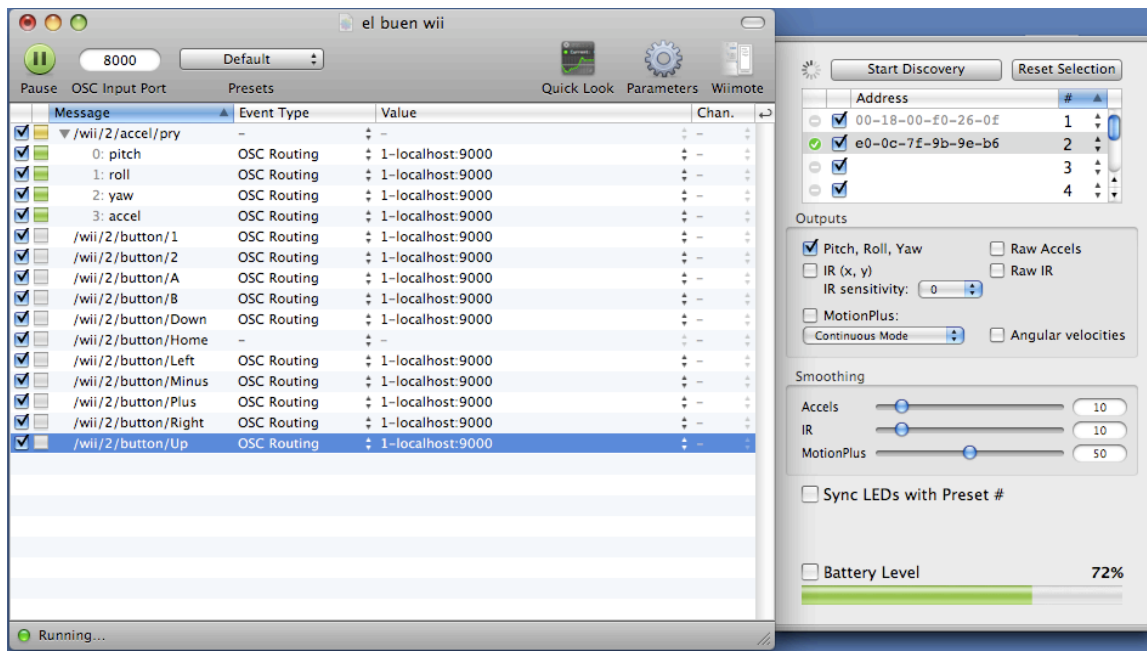 el buen wii
8000
Default
Pause OSC Input Port Presets Quick Look Parameters Wiimote
Message Event Type Value Chan.
/wii/2/accel/pry – – –
0: pitch OSC Routing 1-localhost:9000 –
1: roll OSC Routing 1-localhost:9000 –
2: yaw OSC Routing 1-localhost:9000 –
3: accel OSC Routing 1-localhost:9000 –
/wii/2/button/1 OSC Routing 1-localhost:9000 –
/wii/2/button/2 OSC Routing 1-localhost:9000 –
/wii/2/button/A OSC Routing 1-localhost:9000 –
/wii/2/button/B OSC Routing 1-localhost:9000 –
/wii/2/button/Down OSC Routing 1-localhost:9000 –
/wii/2/button/Home – – –
/wii/2/button/Left OSC Routing 1-localhost:9000 –
/wii/2/button/Minus OSC Routing 1-localhost:9000 –
/wii/2/button/Plus OSC Routing 1-localhost:9000 –
/wii/2/button/Right OSC Routing 1-localhost:9000 –
/wii/2/button/Up OSC Routing 1-localhost:9000 –
Running...
Start Discovery Reset Selection
Address #
00-18-00-f0-26-0f 1
e0-0c-7f-9b-9e-b6 2
3
4
Outputs
Pitch, Roll, Yaw Raw Accels
IR (x, y) Raw IR
IR sensitivity: 0
MotionPlus:
Continuous Mode Angular velocities
Smoothing
Accels 10
IR 10
MotionPlus 50
Sync LEDs with Preset #
Battery Level 72%